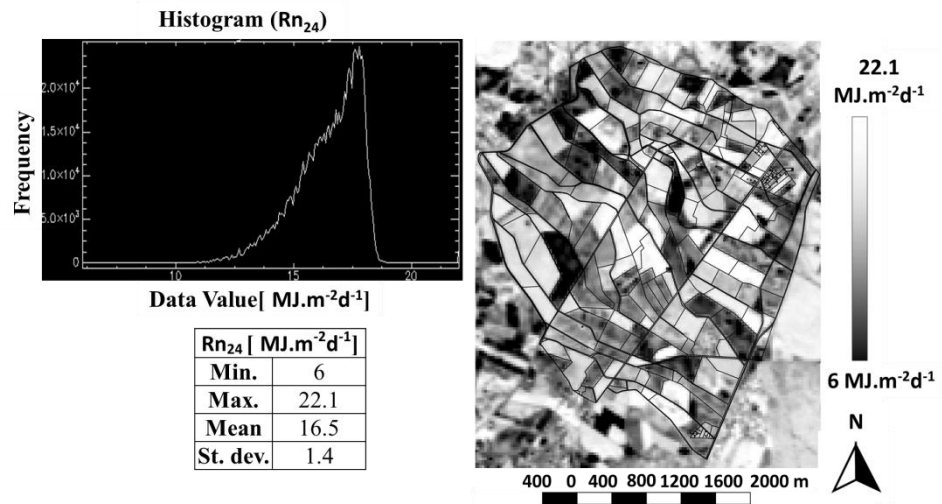 Histogram (Rn₂₄)
Frequency
2.0×10⁴
1.5×10⁴
1.0×10⁴
5.0×10³
0
10 15 20
Data Value[ MJ.m⁻²d⁻¹]
Rn₂₄ [ MJ.m⁻²d⁻¹]
Min. 6
Max. 22.1
Mean 16.5
St. dev. 1.4
22.1
MJ.m⁻²d⁻¹
6 MJ.m⁻²d⁻¹
N
400 0 400 800 1200 1600 2000 m